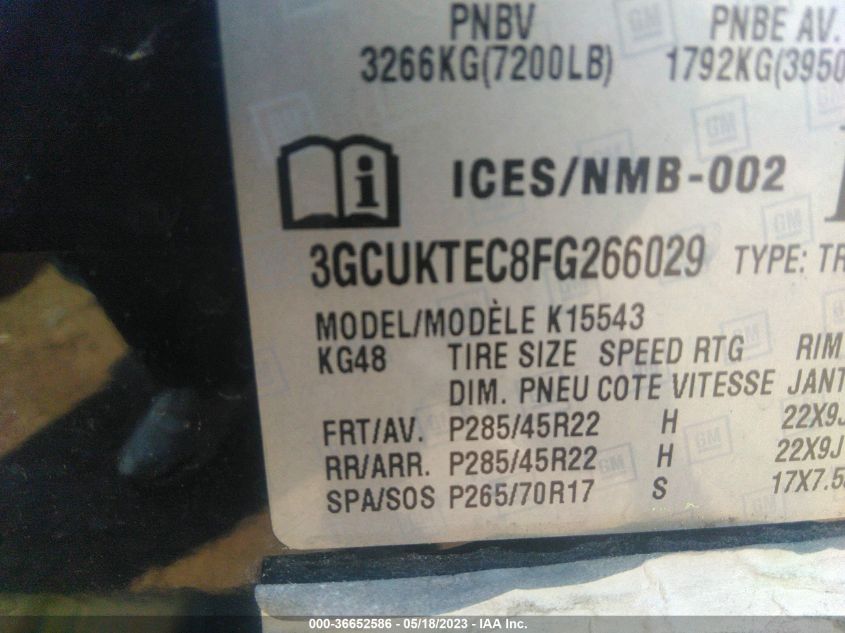 PNBV PNBE AV.
3266KG(7200LB) 1792KG(3950
ICES/NMB-002
3GCUKTEC8FG266029 TYPE: TR
MODEL/MODÈLE K15543
KG48 TIRE SIZE SPEED RTG RIM
DIM. PNEU COTE VITESSE JANT
FRT/AV. P285/45R22 H 22X9J
RR/ARR. P285/45R22 H 22X9J
SPA/SOS P265/70R17 S 17X7.5
000-36652586 - 05/18/2023 - IAA Inc.